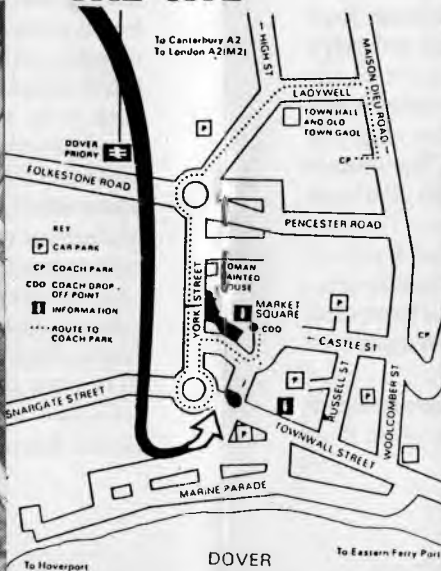 To Canterbury A2
To London A2(M2)
←HIGH ST
MAISON DIEU ROAD→
LADYWELL
P
TOWN HALL
AND OLD
TOWN GAOL
DOVER
PRIORY
CP
FOLKESTONE ROAD
PENCESTER ROAD
KEY
P CAR PARK
CP COACH PARK
CDO COACH DROP
OFF POINT
i INFORMATION
ROUTE TO
COACH PARK
YORK STREET
OMAN
AINTED
OUSE
i MARKET
SQUARE
CDO
P
←CASTLE ST
CP
SNARGATE STREET
P
RUSSELL ST
P
WOOLCOMBER ST
i
P
TOWNWALL STREET
MARINE PARADE
To Hoverport
DOVER
To Eastern Ferry Port